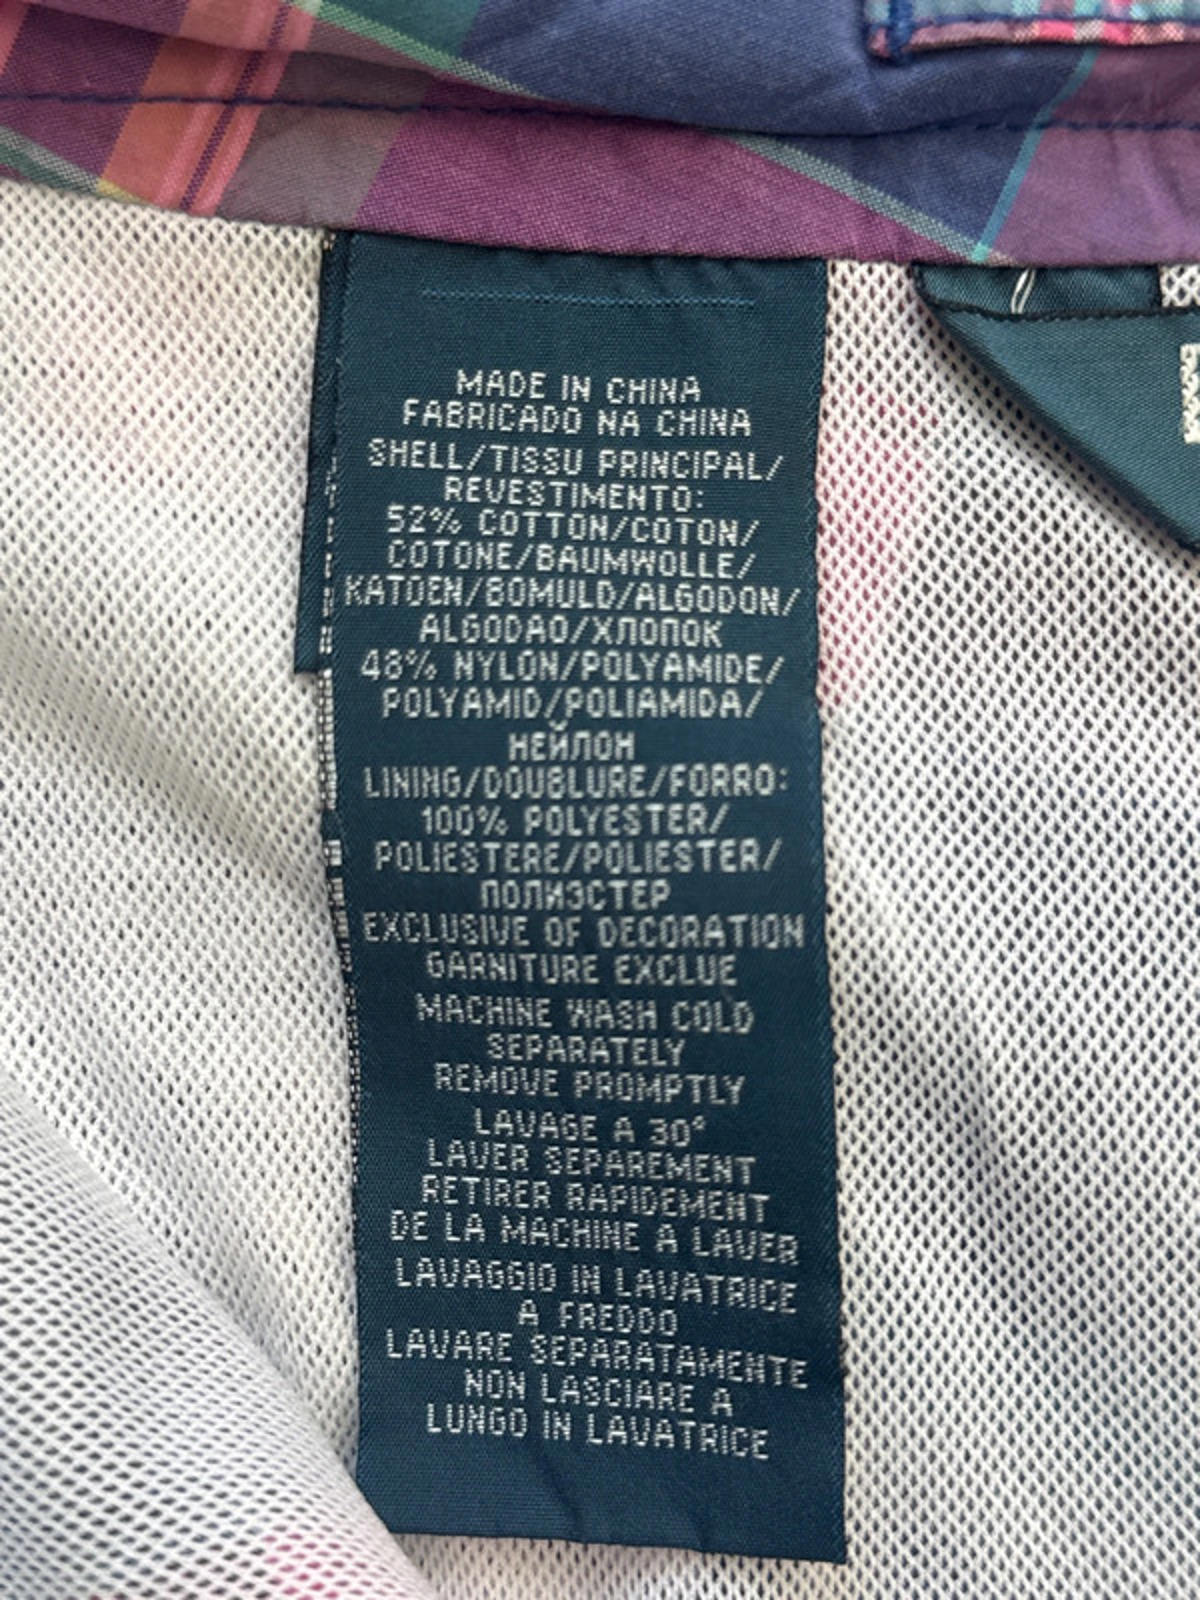 MADE IN CHINA
FABRICADO NA CHINA
SHELL/TISSU PRINCIPAL/
REVESTIMENTO:
52% COTTON/COTON/
COTONE/BAUMWOLLE/
KATOEN/BOMULD/ALGODON/
ALGODAO/ХЛОПОК
48% NYLON/POLYAMIDE/
POLYAMID/POLIAMIDA/
НЕЙЛОН
LINING/DOUBLURE/FORRO:
100% POLYESTER/
POLIESTERE/POLIESTER/
ПОЛИЭСТЕР
EXCLUSIVE OF DECORATION
GARNITURE EXCLUE
MACHINE WASH COLD
SEPARATELY
REMOVE PROMPTLY
LAVAGE A 30°
LAVER SEPAREMENT
RETIRER RAPIDEMENT
DE LA MACHINE A LAVER
LAVAGGIO IN LAVATRICE
A FREDDO
LAVARE SEPARATAMENTE
NON LASCIARE A
LUNGO IN LAVATRICE